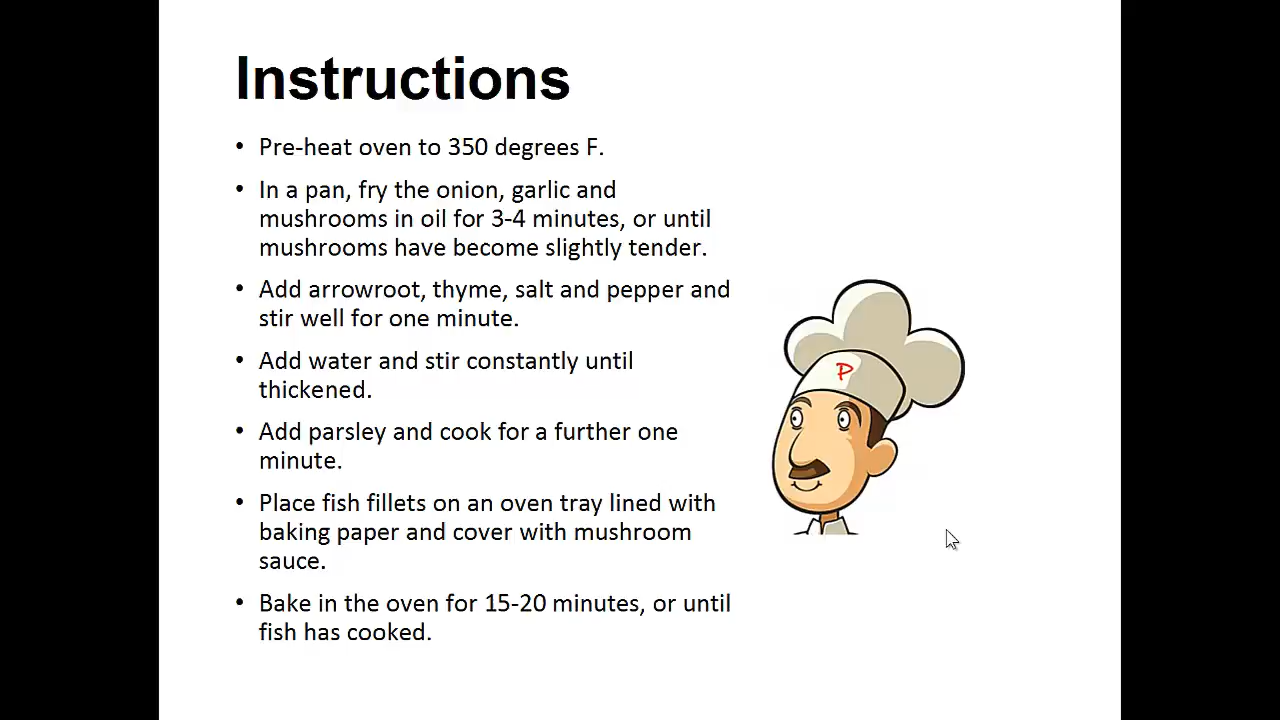 Instructions
• Pre-heat oven to 350 degrees F.
• In a pan, fry the onion, garlic and
mushrooms in oil for 3-4 minutes, or until
mushrooms have become slightly tender.
• Add arrowroot, thyme, salt and pepper and
stir well for one minute.
• Add water and stir constantly until
thickened.
• Add parsley and cook for a further one
minute.
• Place fish fillets on an oven tray lined with
baking paper and cover with mushroom
sauce.
• Bake in the oven for 15-20 minutes, or until
fish has cooked.
P